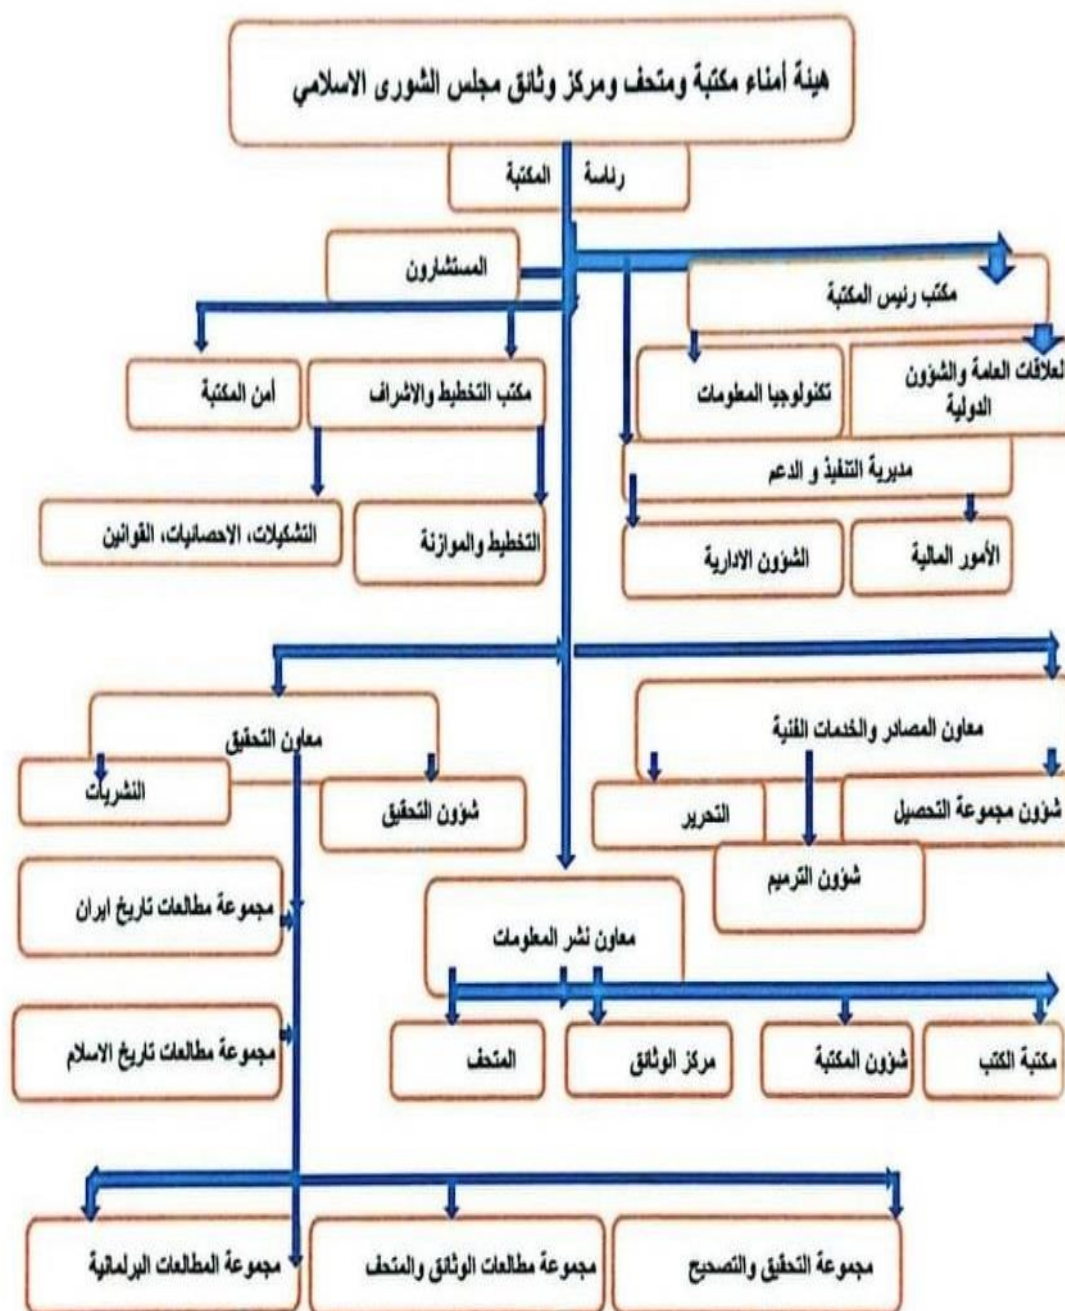 هيئة أمناء مكتبة ومتحف ومركز وثائق مجلس الشورى الاسلامي
رئاسة المكتبة
المستشارون
مكتب رئيس المكتبة
العلاقات العامة والشؤون
الدولية
تكنولوجيا المعلومات
مكتب التخطيط والاشراف
أمن المكتبة
مديرية التنفيذ و الدعم
الأمور المالية
الشؤون الادارية
التخطيط والموازنة
التشكيلات، الاحصائيات، القوانين
معاون المصادر والخدمات الفنية
معاون التحقيق
شؤون مجموعة التحصيل
التحرير
شؤون التحقيق
النشريات
شؤون الترميم
معاون نشر المعلومات
مجموعة مطالعات تاريخ ايران
مكتبة الكتب
شؤون المكتبة
مركز الوثائق
المتحف
مجموعة مطالعات تاريخ الاسلام
مجموعة التحقيق والتصحيح
مجموعة مطالعات الوثائق والمتحف
مجموعة المطالعات البرلمانية